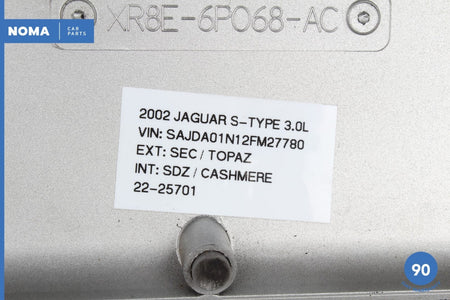 NOMA CAR
PARTS
XR8E-6P068-AC
2002 JAGUAR S-TYPE 3.0L
VIN: SAJDA01N12FM27780
EXT: SEC / TOPAZ
INT: SDZ / CASHMERE
22-25701
90